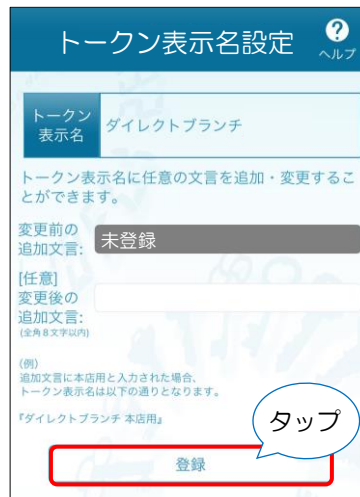 トークン表示名設定
?
ヘルプ
トークン
表示名
ダイレクトブランチ
トークン表示名に任意の文言を追加・変更するこ
とができます。
変更前の
追加文言:
未登録
[任意]
変更後の
追加文言:
(全角8文字以内)
(例)
追加文言に本店用と入力された場合、
トークン表示名は以下の通りとなります。
『ダイレクトブランチ 本店用』
タップ
登録